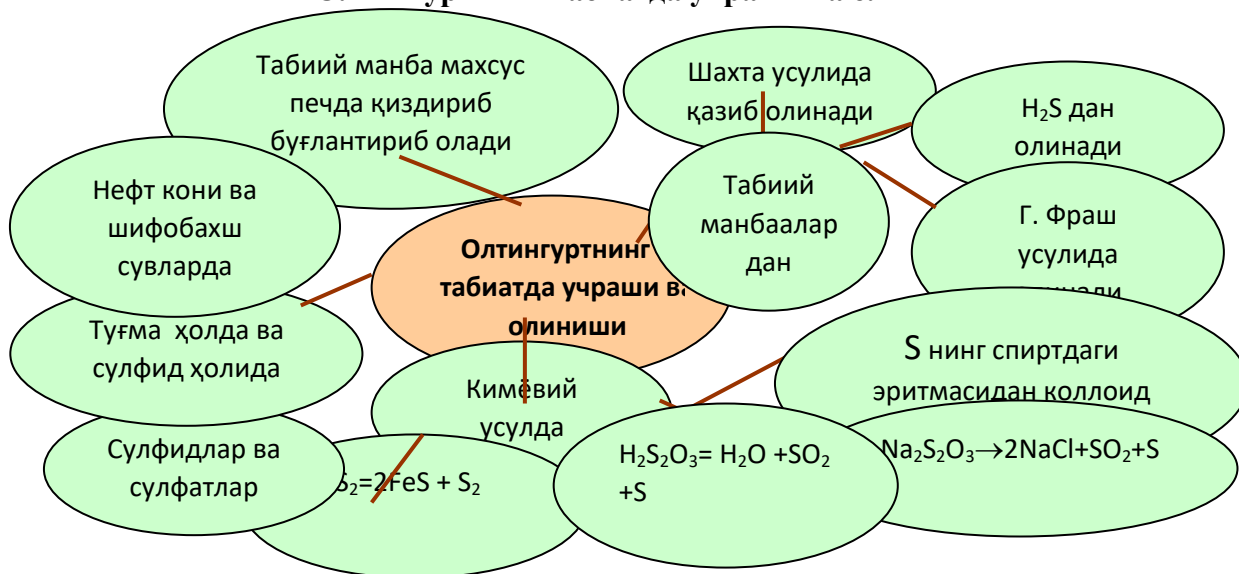 Табиий манба махсус
печда қиздириб
буғлантириб олади
Шахта усулида
қазиб олинади
H₂S дан
олинади
Нефт кони ва
шифобахш
сувларда
Табиий
манбаалар
дан
Г. Фраш
усулида
Олтингуртнинг
табиатда учраши ва
олиниши
Туғма ҳолда ва
сулфид ҳолида
S нинг спиртдаги
эритмасидан коллоид
Кимёвий
усулда
Сулфидлар ва
сулфатлар
S₂=2FeS + S₂
H₂S₂O₃= H₂O +SO₂
+S
Na₂S₂O₃→2NaCl+SO₂+S